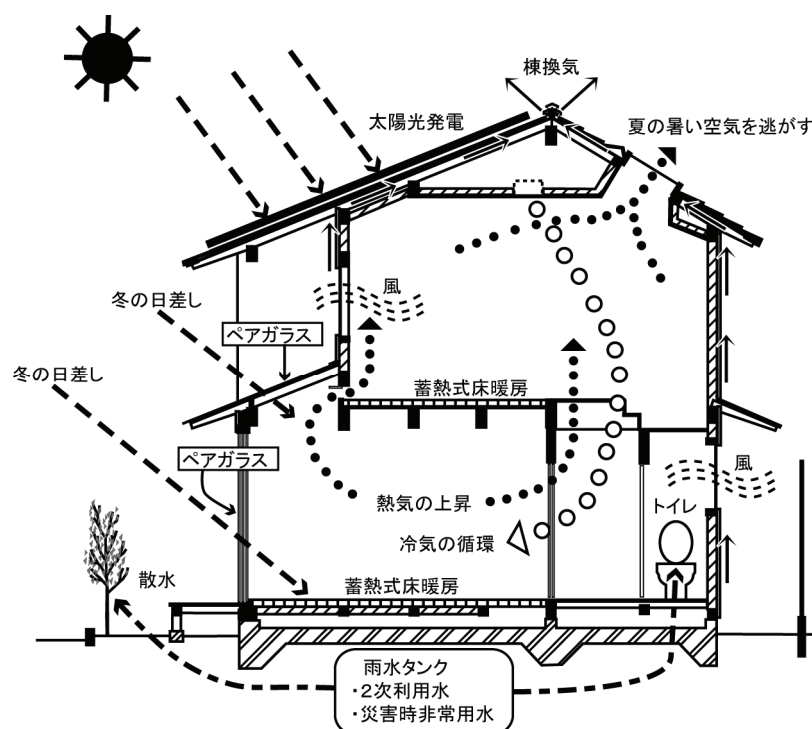 棟換気
太陽光発電
夏の暑い空気を逃がす
冬の日差し
風
ペアガラス
冬の日差し
蓄熱式床暖房
ペアガラス
風
熱気の上昇
トイレ
冷気の循環
散水
蓄熱式床暖房
雨水タンク
・2次利用水
・災害時非常用水